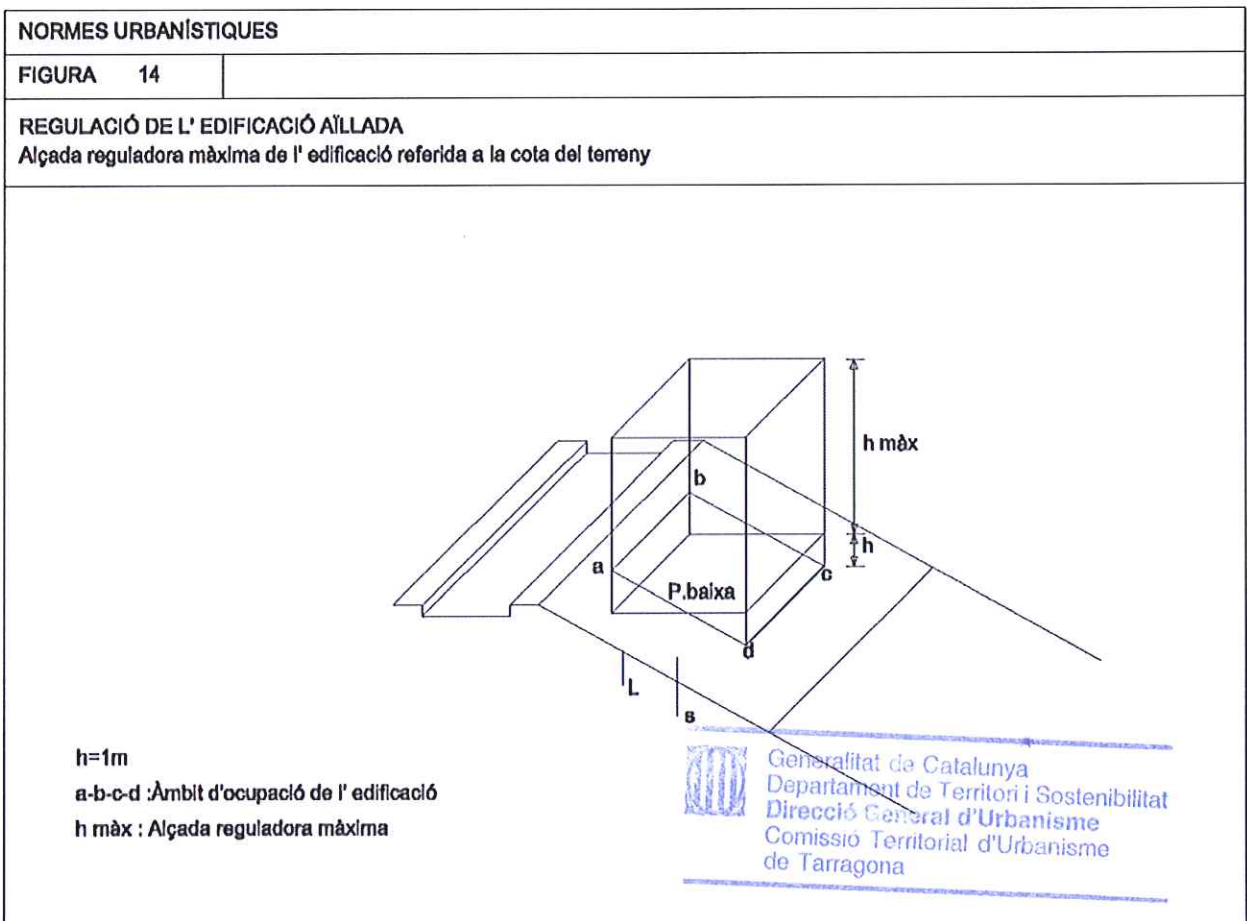 NORMES URBANÍSTIQUES
FIGURA 14
REGULACIÓ DE L' EDIFICACIÓ AÏLLADA
Alçada reguladora màxima de l' edificació referida a la cota del terreny
h màx
b
h
a
c
P.baixa
d
L
s
h=1m
a-b-c-d :Àmbit d'ocupació de l' edificació
h màx : Alçada reguladora màxima
Generalitat de Catalunya
Departament de Territori i Sostenibilitat
Direcció General d'Urbanisme
Comissió Territorial d'Urbanisme
de Tarragona